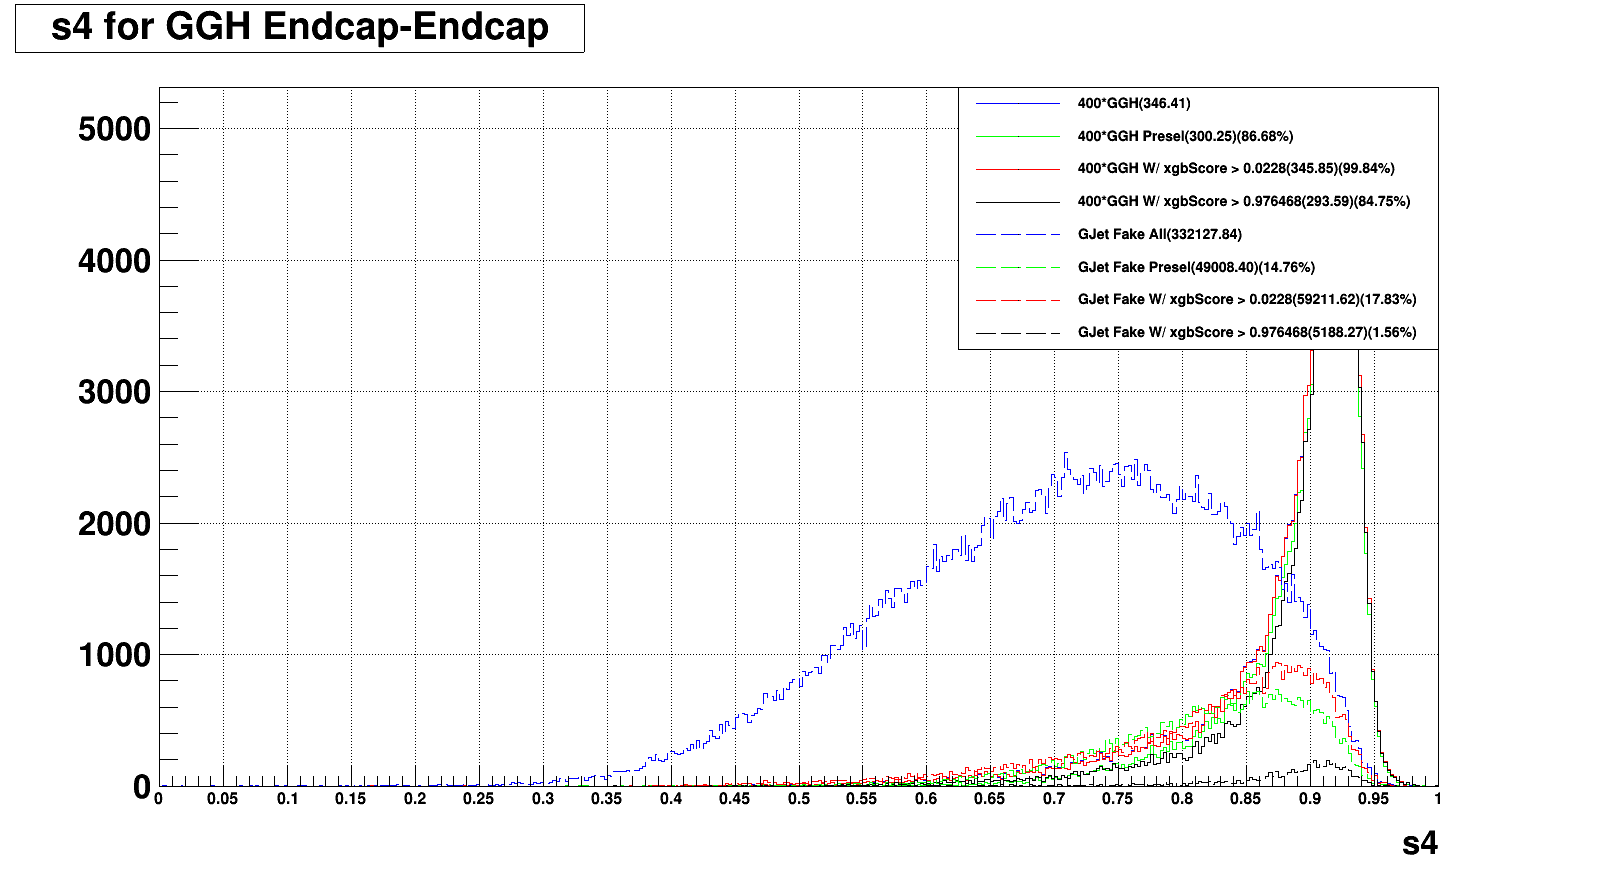 s4 for GGH Endcap-Endcap
400*GGH(346.41)
400*GGH Presel(300.25)(86.68%)
400*GGH W/ xgbScore > 0.0228(345.85)(99.84%)
400*GGH W/ xgbScore > 0.976468(293.59)(84.75%)
GJet Fake All(332127.84)
GJet Fake Presel(49008.40)(14.76%)
GJet Fake W/ xgbScore > 0.0228(59211.62)(17.83%)
GJet Fake W/ xgbScore > 0.976468(5188.27)(1.56%)
5000
4000
3000
2000
1000
0
0 0.05 0.1 0.15 0.2 0.25 0.3 0.35 0.4 0.45 0.5 0.55 0.6 0.65 0.7 0.75 0.8 0.85 0.9 0.95 1
s4